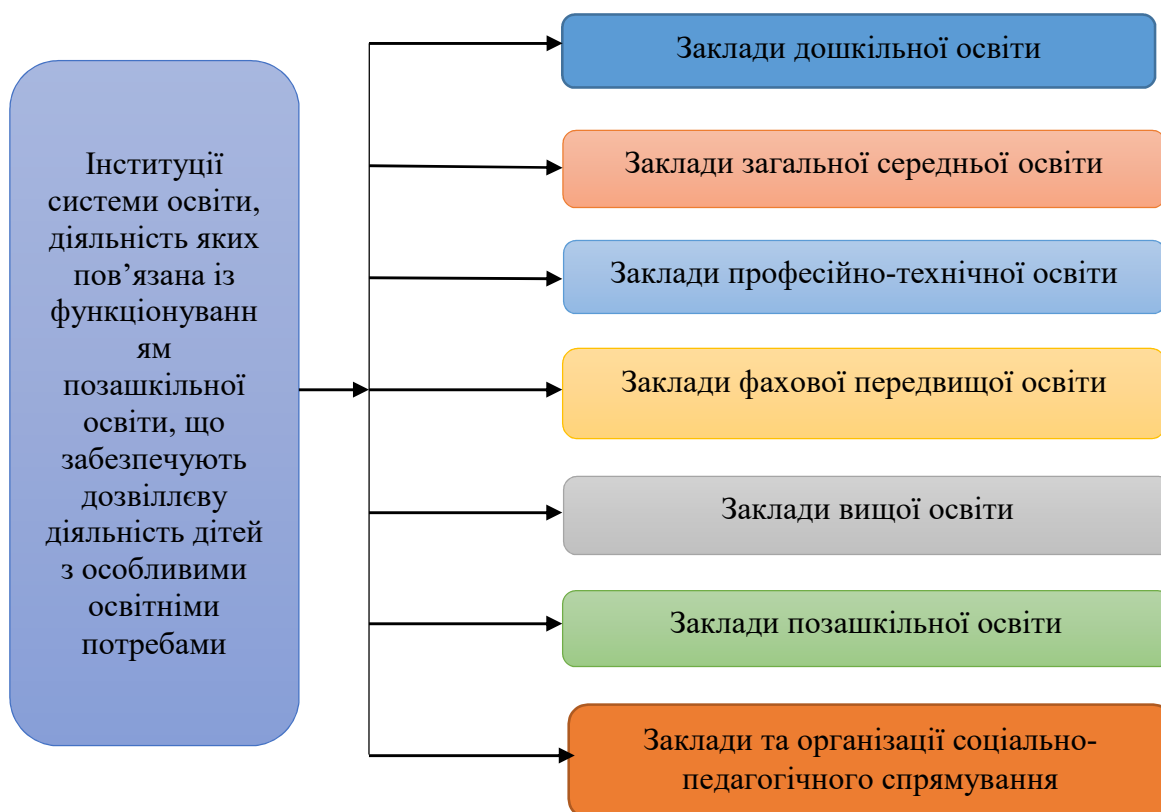 Інституції
системи освіти,
діяльність яких
пов’язана із
функціонуванн
ям
позашкільної
освіти, що
забезпечують
дозвіллєву
діяльність дітей
з особливими
освітніми
потребами
Заклади дошкільної освіти
Заклади загальної середньої освіти
Заклади професійно-технічної освіти
Заклади фахової передвищої освіти
Заклади вищої освіти
Заклади позашкільної освіти
Заклади та організації соціально-
педагогічного спрямування